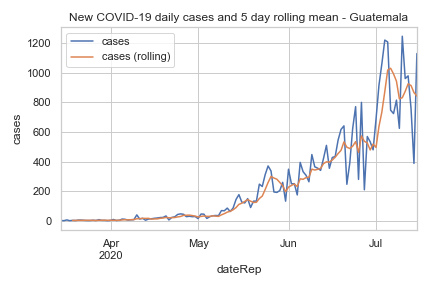 New COVID-19 daily cases and 5 day rolling mean - Guatemala
cases
cases (rolling)
1200
1000
800
600
400
200
0
cases
Apr
2020
May
Jun
Jul
dateRep